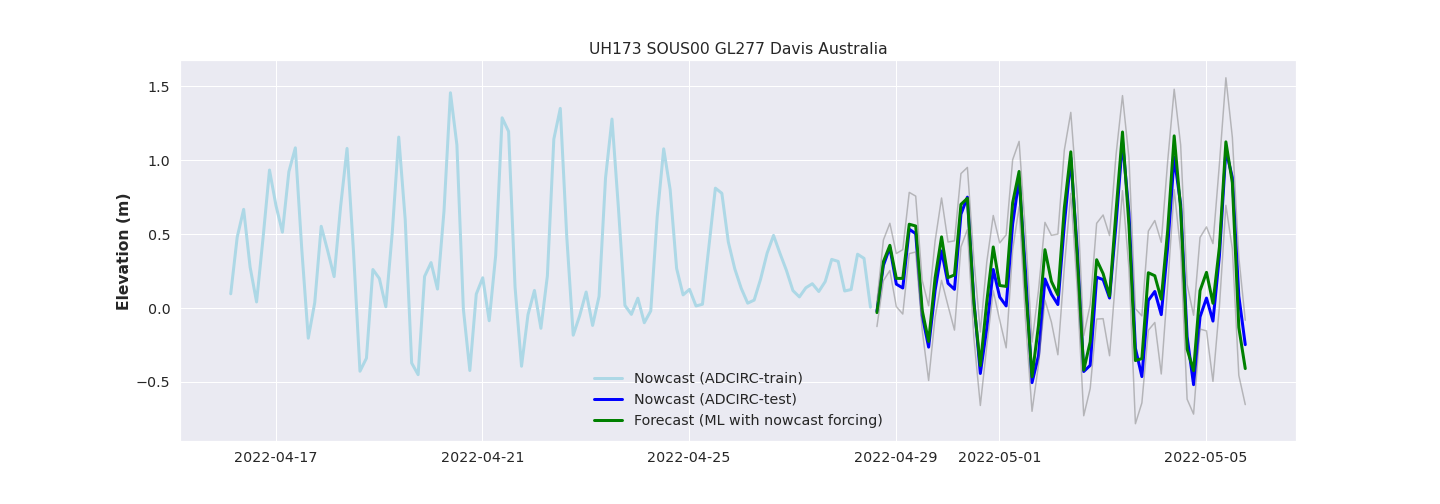 UH173 SOUS00 GL277 Davis Australia
Elevation (m)
1.5
1.0
0.5
0.0
−0.5
Nowcast (ADCIRC-train)
Nowcast (ADCIRC-test)
Forecast (ML with nowcast forcing)
2022-04-17 2022-04-21 2022-04-25 2022-04-29 2022-05-01 2022-05-05